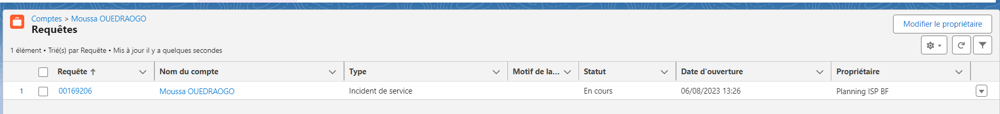 Comptes > Moussa OUEDRAOGO
Requêtes
Modifier le propriétaire
1 élément • Trié(s) par Requête • Mis à jour il y a quelques secondes
Requête Nom du compte Type Motif de la... Statut Date d'ouverture Propriétaire
1 00169206 Moussa OUEDRAOGO Incident de service En cours 06/08/2023 13:26 Planning ISP BF